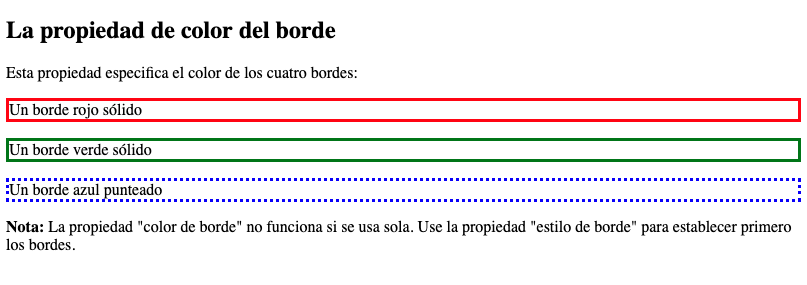 La propiedad de color del borde
Esta propiedad especifica el color de los cuatro bordes:
Un borde rojo sólido
Un borde verde sólido
Un borde azul punteado
Nota: La propiedad "color de borde" no funciona si se usa sola. Use la propiedad "estilo de borde" para establecer primero
los bordes.